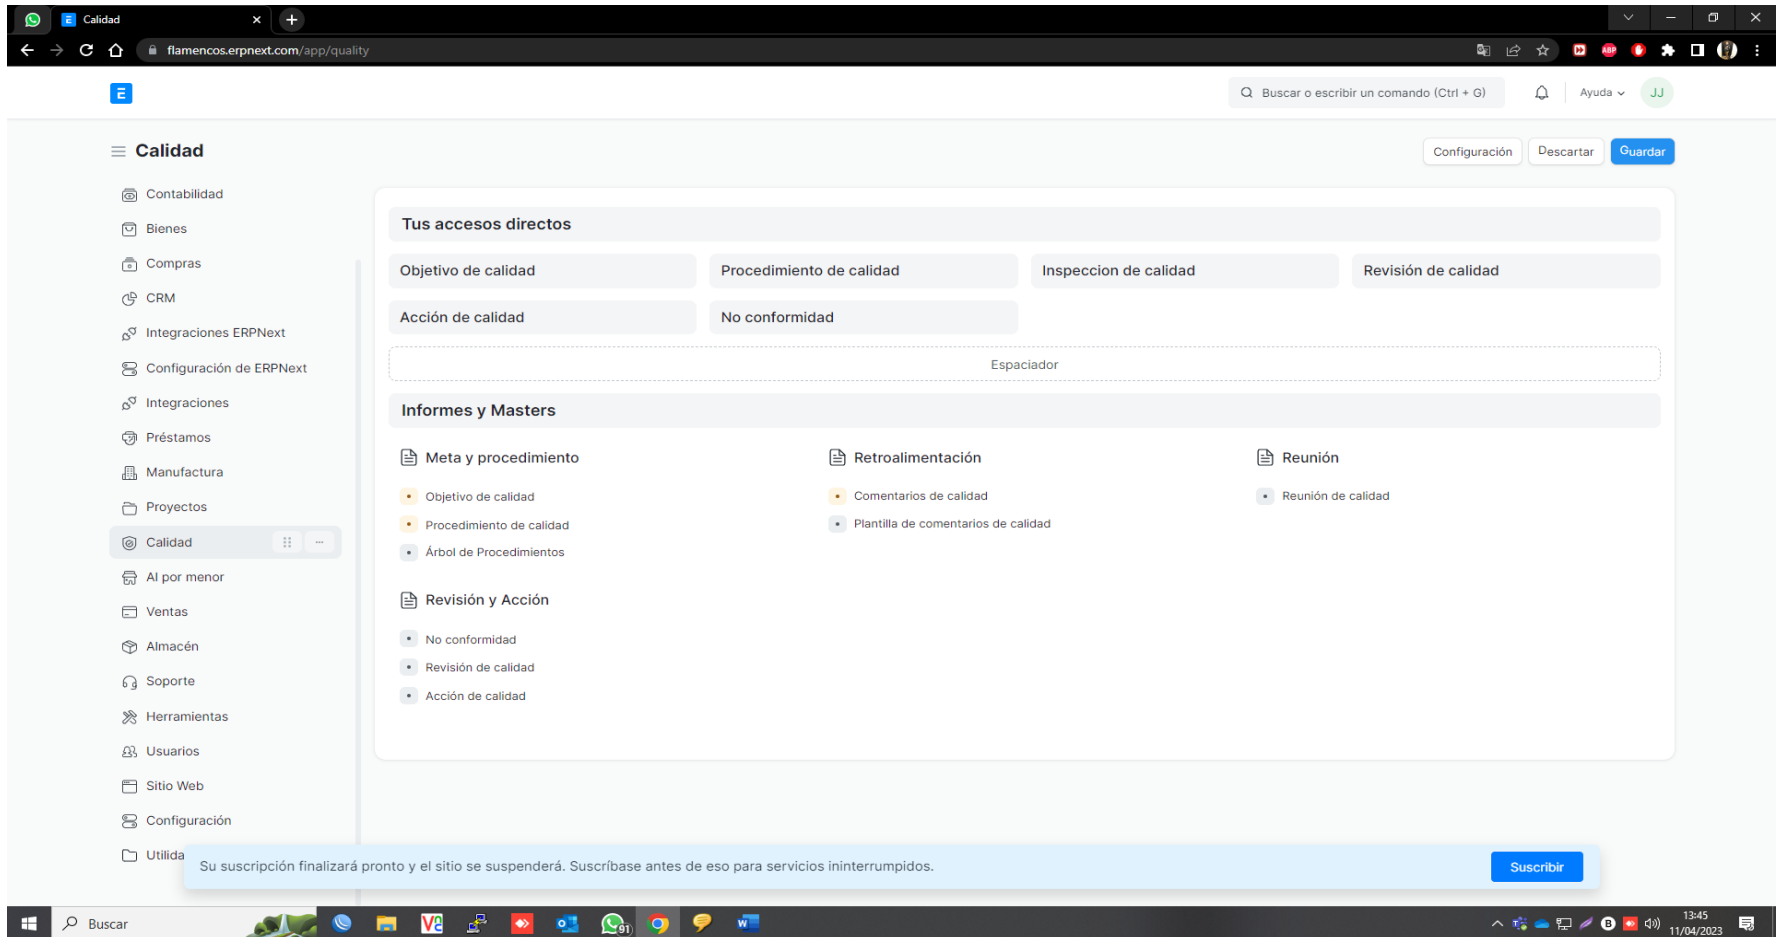 Calidad
flamencos.erpnext.com/app/quality
ABP
E
Buscar o escribir un comando (Ctrl + G)
Ayuda
JJ
Calidad
Configuración
Descartar
Guardar
Contabilidad
Bienes
Compras
CRM
Integraciones ERPNext
Configuración de ERPNext
Integraciones
Préstamos
Manufactura
Proyectos
Calidad
Al por menor
Ventas
Almacén
Soporte
Herramientas
Usuarios
Sitio Web
Configuración
Utilida
Tus accesos directos
Objetivo de calidad
Procedimiento de calidad
Inspeccion de calidad
Revisión de calidad
Acción de calidad
No conformidad
Espaciador
Informes y Masters
Meta y procedimiento
Objetivo de calidad
Procedimiento de calidad
Árbol de Procedimientos
Retroalimentación
Comentarios de calidad
Plantilla de comentarios de calidad
Reunión
Reunión de calidad
Revisión y Acción
No conformidad
Revisión de calidad
Acción de calidad
Su suscripción finalizará pronto y el sitio se suspenderá. Suscríbase antes de eso para servicios ininterrumpidos.
Suscribir
Buscar
91
13:45
11/04/2023